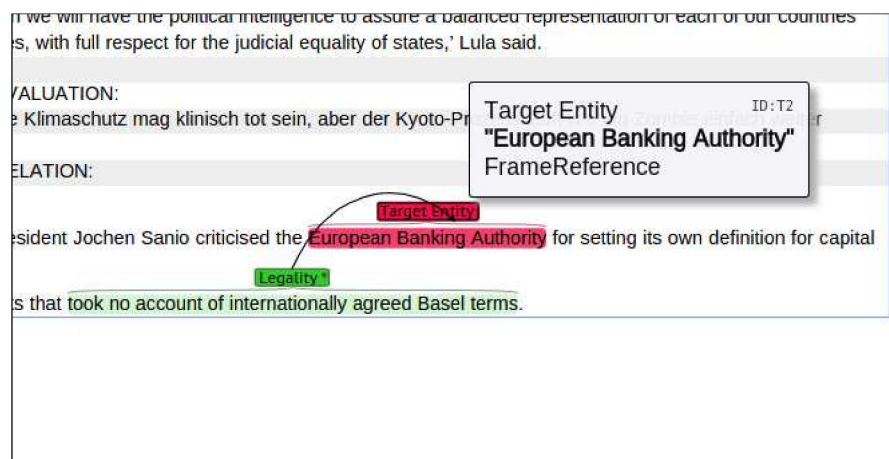 n we will have the political intelligence to assure a balanced representation of each of our countries
s, with full respect for the judicial equality of states,’ Lula said.
VALUATION:
e Klimaschutz mag klinisch tot sein, aber der Kyoto-Pr
Target Entity ID:T2
"European Banking Authority"
FrameReference
ELATION:
Target Entity
esident Jochen Sanio criticised the European Banking Authority for setting its own definition for capital
Legality *
s that took no account of internationally agreed Basel terms.